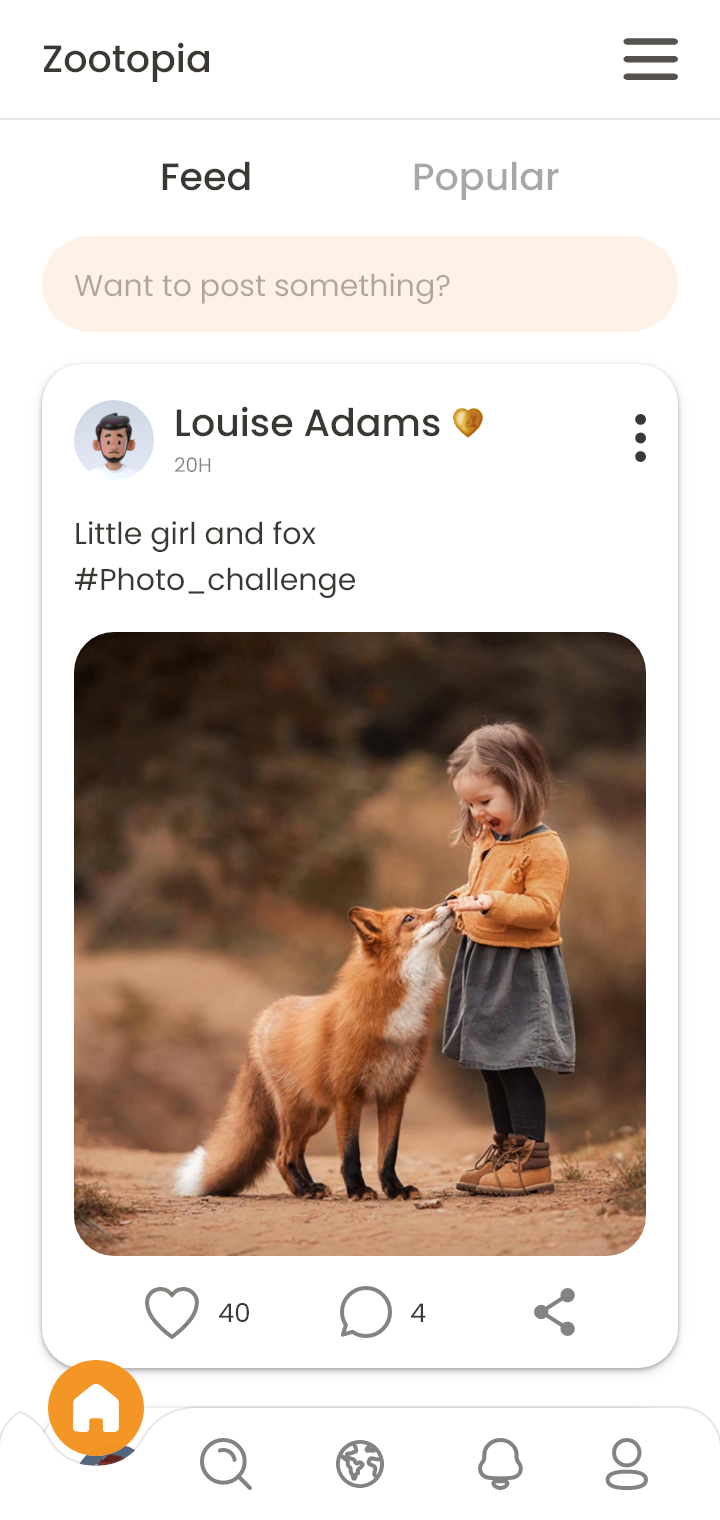 Zootopia
Feed
Popular
Want to post something?
Louise Adams
20H
Little girl and fox
#Photo_challenge
40
4